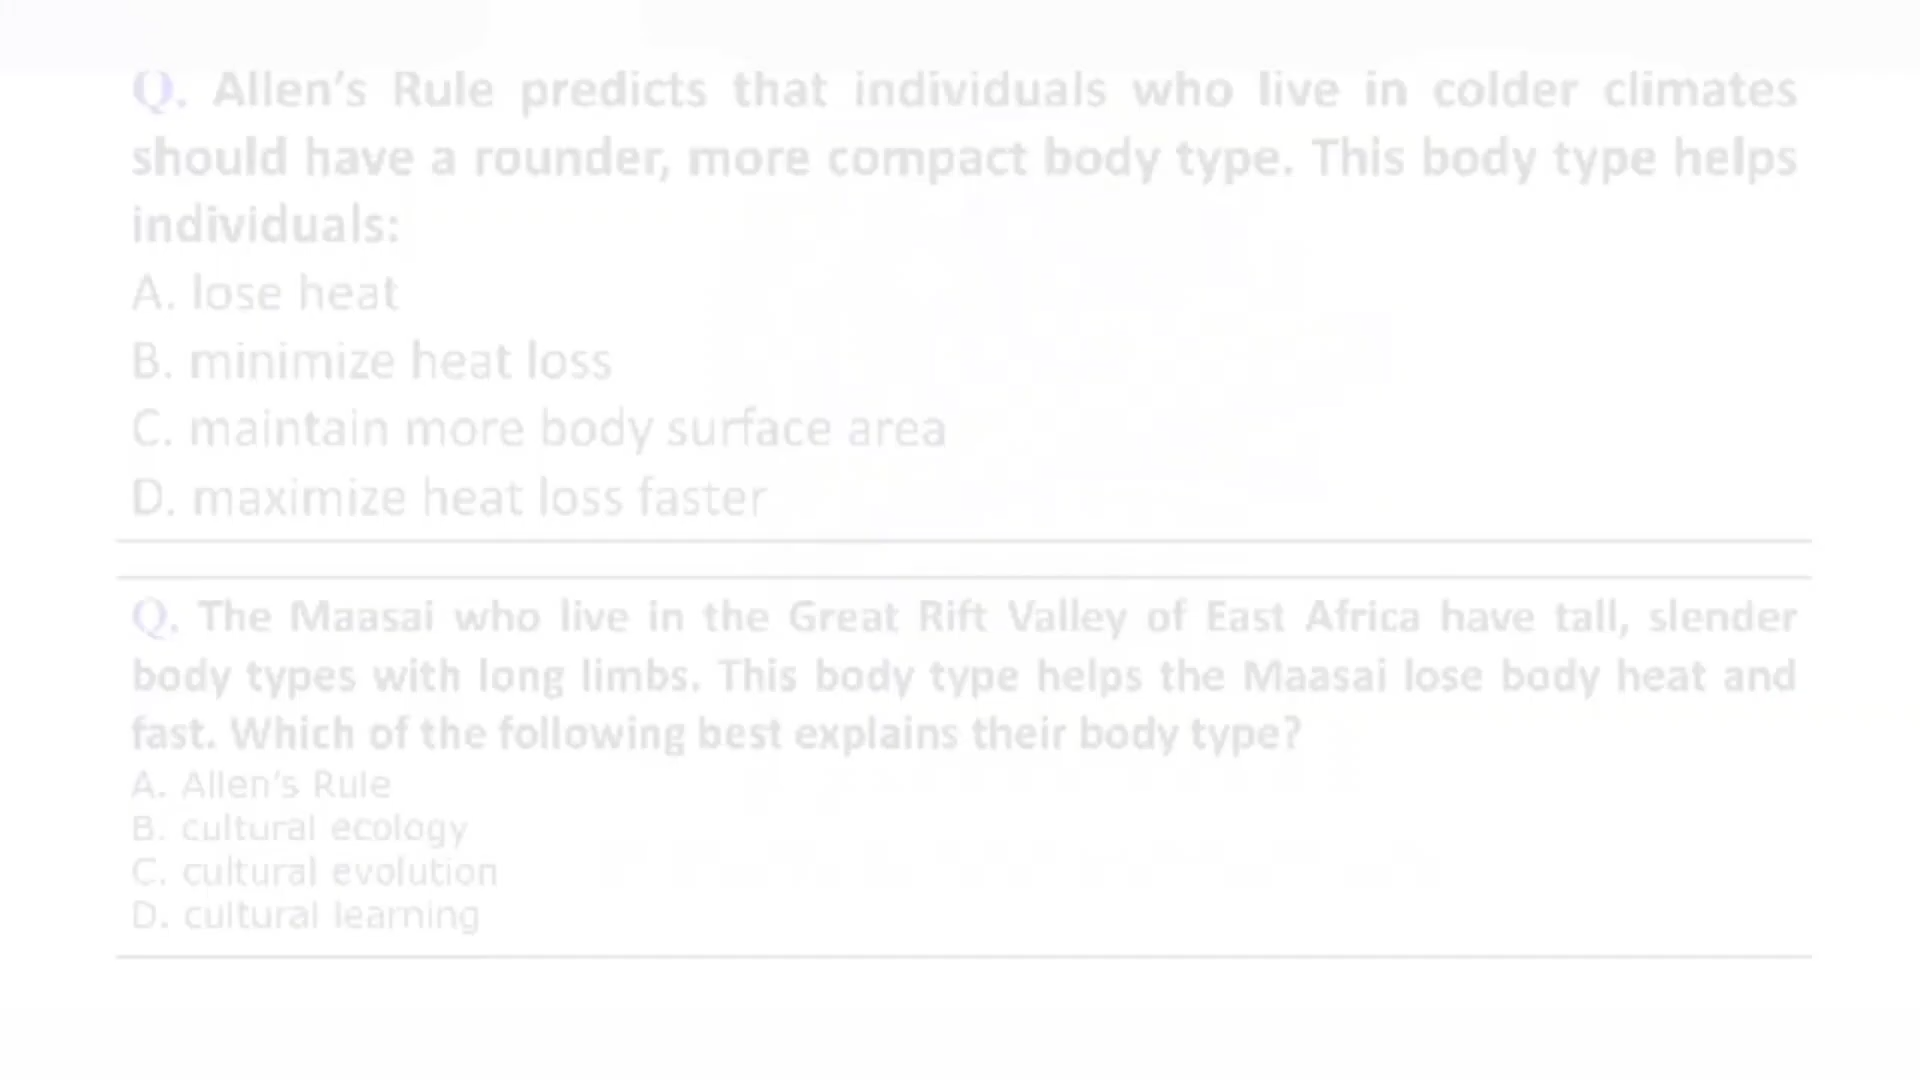 Q. Allen’s Rule predicts that individuals who live in colder climates
should have a rounder, more compact body type. This body type helps
individuals:
A. lose heat
B. minimize heat loss
C. maintain more body surface area
D. maximize heat loss faster
Q. The Maasai who live in the Great Rift Valley of East Africa have tall, slender
body types with long limbs. This body type helps the Maasai lose body heat and
fast. Which of the following best explains their body type?
A. Allen’s Rule
B. cultural ecology
C. cultural evolution
D. cultural learning